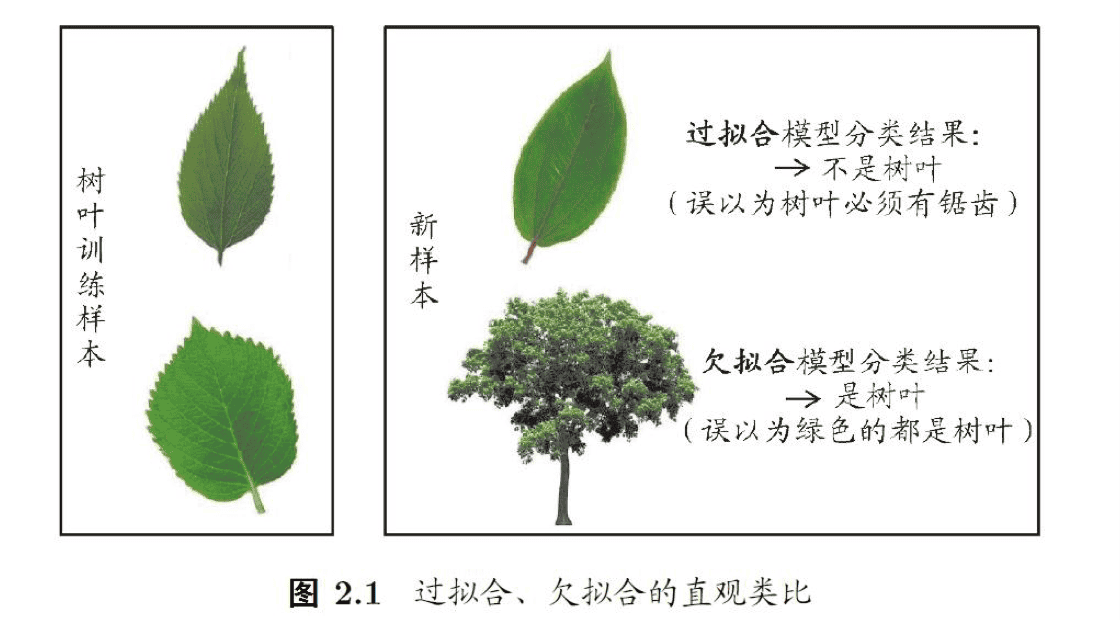 树叶训练样本
新样本
过拟合模型分类结果:
→ 不是树叶
(误以为树叶必须有锯齿)
欠拟合模型分类结果:
→ 是树叶
(误以为绿色的都是树叶)
图 2.1 过拟合、欠拟合的直观类比